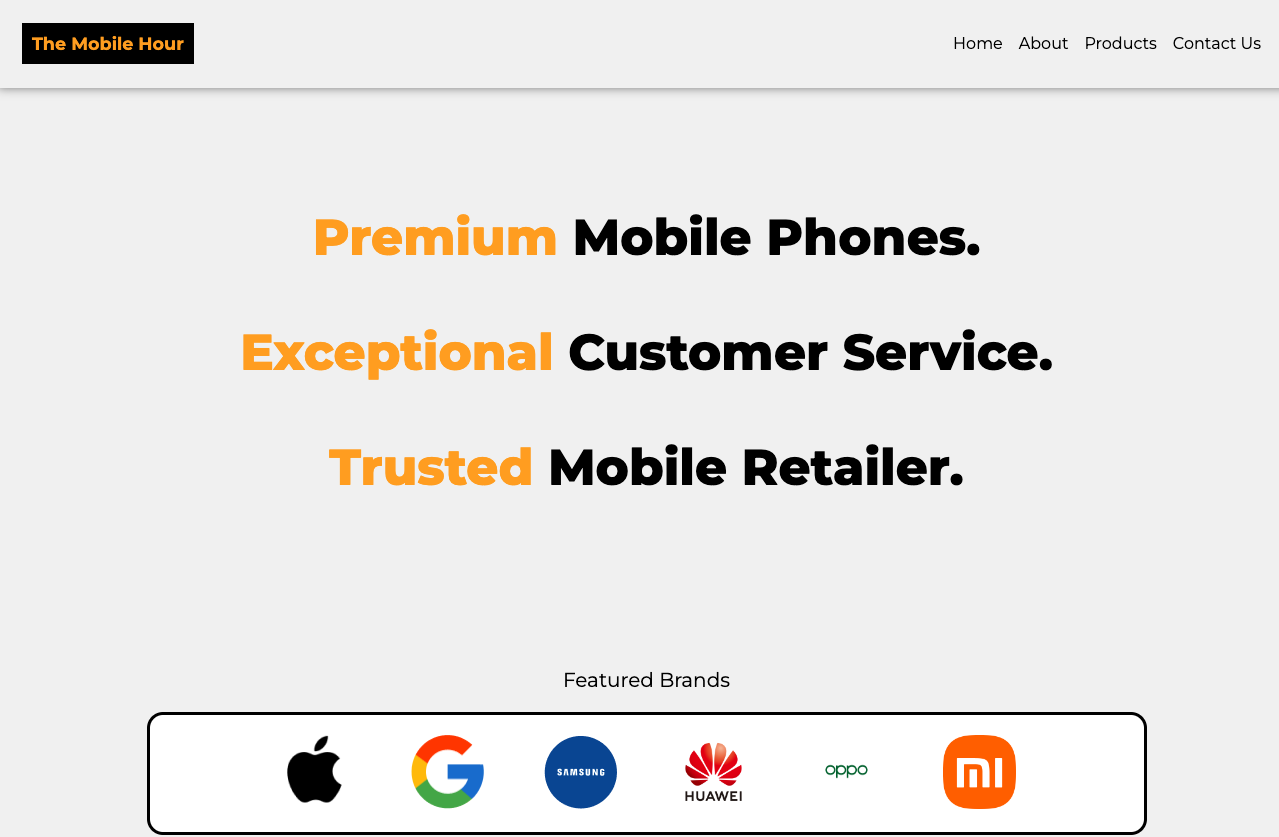 The Mobile Hour
Home About Products Contact Us
Premium Mobile Phones.
Exceptional Customer Service.
Trusted Mobile Retailer.
Featured Brands
SAMSUNG
HUAWEI
oppo
mi